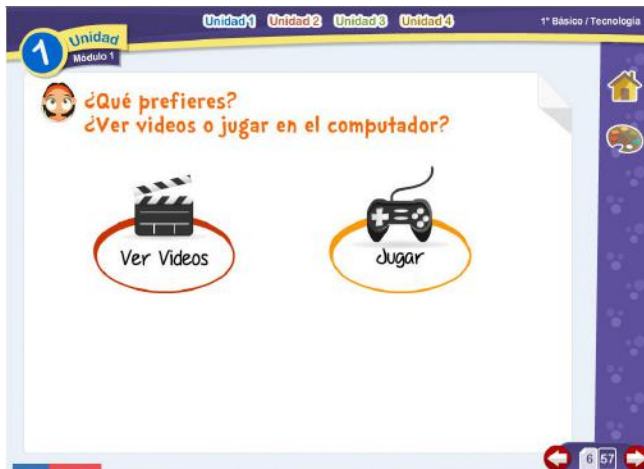 Unidad 1 Unidad 2 Unidad 3 Unidad 4
1° Básico / Tecnología
1 Unidad
Módulo 1
¿Qué prefieres?
¿Ver videos o jugar en el computador?
Ver Videos
Jugar
6 57